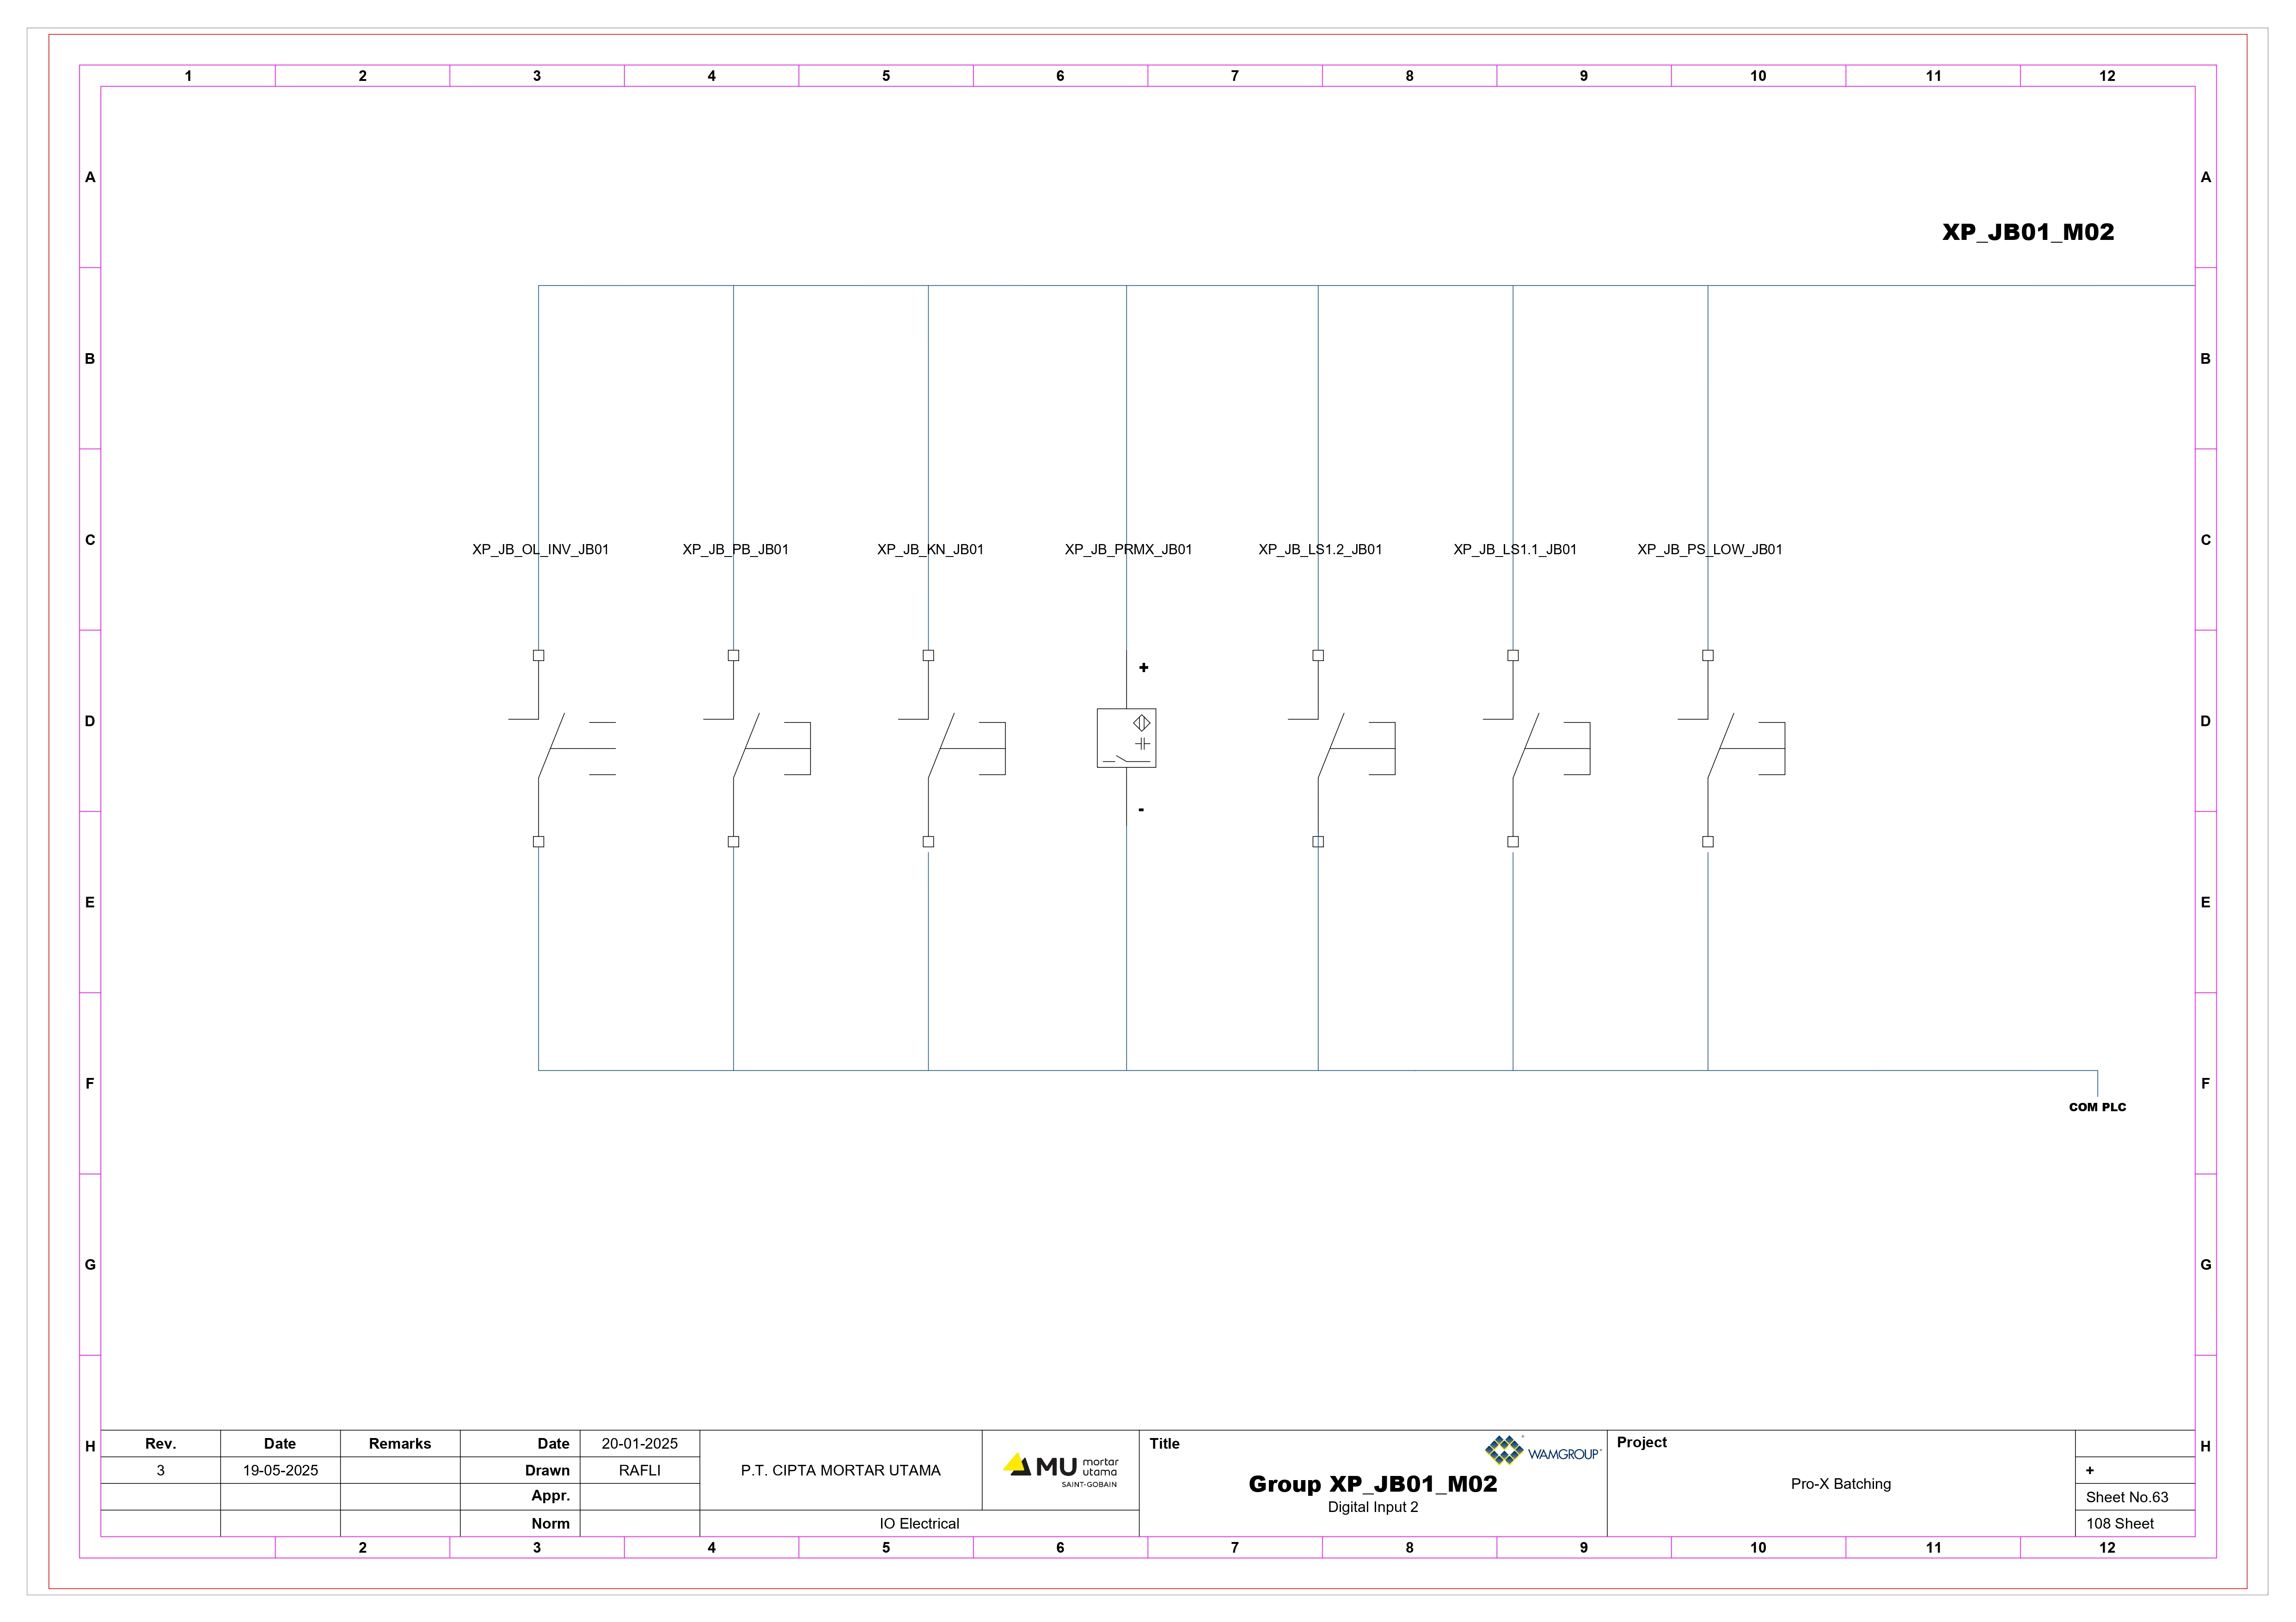 1 2 3 4 5 6 7 8 9 10 11 12
A A
XP_JB01_M02
B B
C C
XP_JB_OL_INV_JB01 XP_JB_PB_JB01 XP_JB_KN_JB01 XP_JB_PRMX_JB01 XP_JB_LS1.2_JB01 XP_JB_LS1.1_JB01 XP_JB_PS_LOW_JB01
+
D D
-
E E
F F
COM PLC
G G
H H
Rev. Date Remarks Date 20-01-2025
3 19-05-2025 Drawn RAFLI
Appr.
Norm
P.T. CIPTA MORTAR UTAMA
MU mortar
utama
SAINT-GOBAIN
IO Electrical
Title
WAMGROUP
Group XP_JB01_M02
Digital Input 2
Project
Pro-X Batching
+
Sheet No.63
108 Sheet
2 3 4 5 6 7 8 9 10 11 12